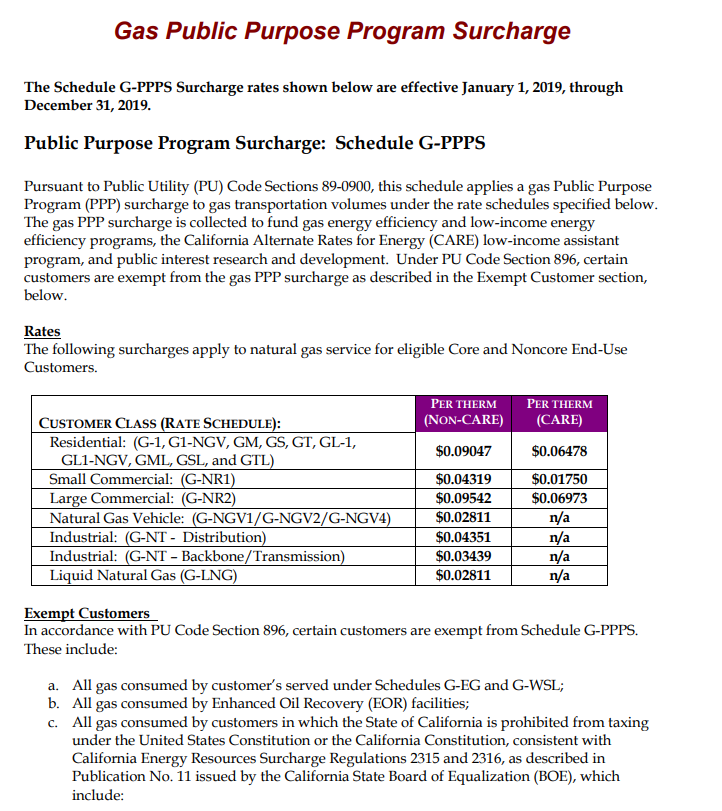 Gas Public Purpose Program Surcharge
The Schedule G-PPPS Surcharge rates shown below are effective January 1, 2019, through
December 31, 2019.
Public Purpose Program Surcharge: Schedule G-PPPS
Pursuant to Public Utility (PU) Code Sections 89-0900, this schedule applies a gas Public Purpose
Program (PPP) surcharge to gas transportation volumes under the rate schedules specified below.
The gas PPP surcharge is collected to fund gas energy efficiency and low-income energy
efficiency programs, the California Alternate Rates for Energy (CARE) low-income assistant
program, and public interest research and development. Under PU Code Section 896, certain
customers are exempt from the gas PPP surcharge as described in the Exempt Customer section,
below.
Rates
The following surcharges apply to natural gas service for eligible Core and Noncore End-Use
Customers.
CUSTOMER CLASS (RATE SCHEDULE): PER THERM (NON-CARE) PER THERM (CARE)
Residential: (G-1, G1-NGV, GM, GS, GT, GL-1,
GL1-NGV, GML, GSL, and GTL) $0.09047 $0.06478
Small Commercial: (G-NR1) $0.04319 $0.01750
Large Commercial: (G-NR2) $0.09542 $0.06973
Natural Gas Vehicle: (G-NGV1/G-NGV2/G-NGV4) $0.02811 n/a
Industrial: (G-NT - Distribution) $0.04351 n/a
Industrial: (G-NT – Backbone/Transmission) $0.03439 n/a
Liquid Natural Gas (G-LNG) $0.02811 n/a
Exempt Customers
In accordance with PU Code Section 896, certain customers are exempt from Schedule G-PPPS.
These include:
a. All gas consumed by customer's served under Schedules G-EG and G-WSL;
b. All gas consumed by Enhanced Oil Recovery (EOR) facilities;
c. All gas consumed by customers in which the State of California is prohibited from taxing
under the United States Constitution or the California Constitution, consistent with
California Energy Resources Surcharge Regulations 2315 and 2316, as described in
Publication No. 11 issued by the California State Board of Equalization (BOE), which
include: